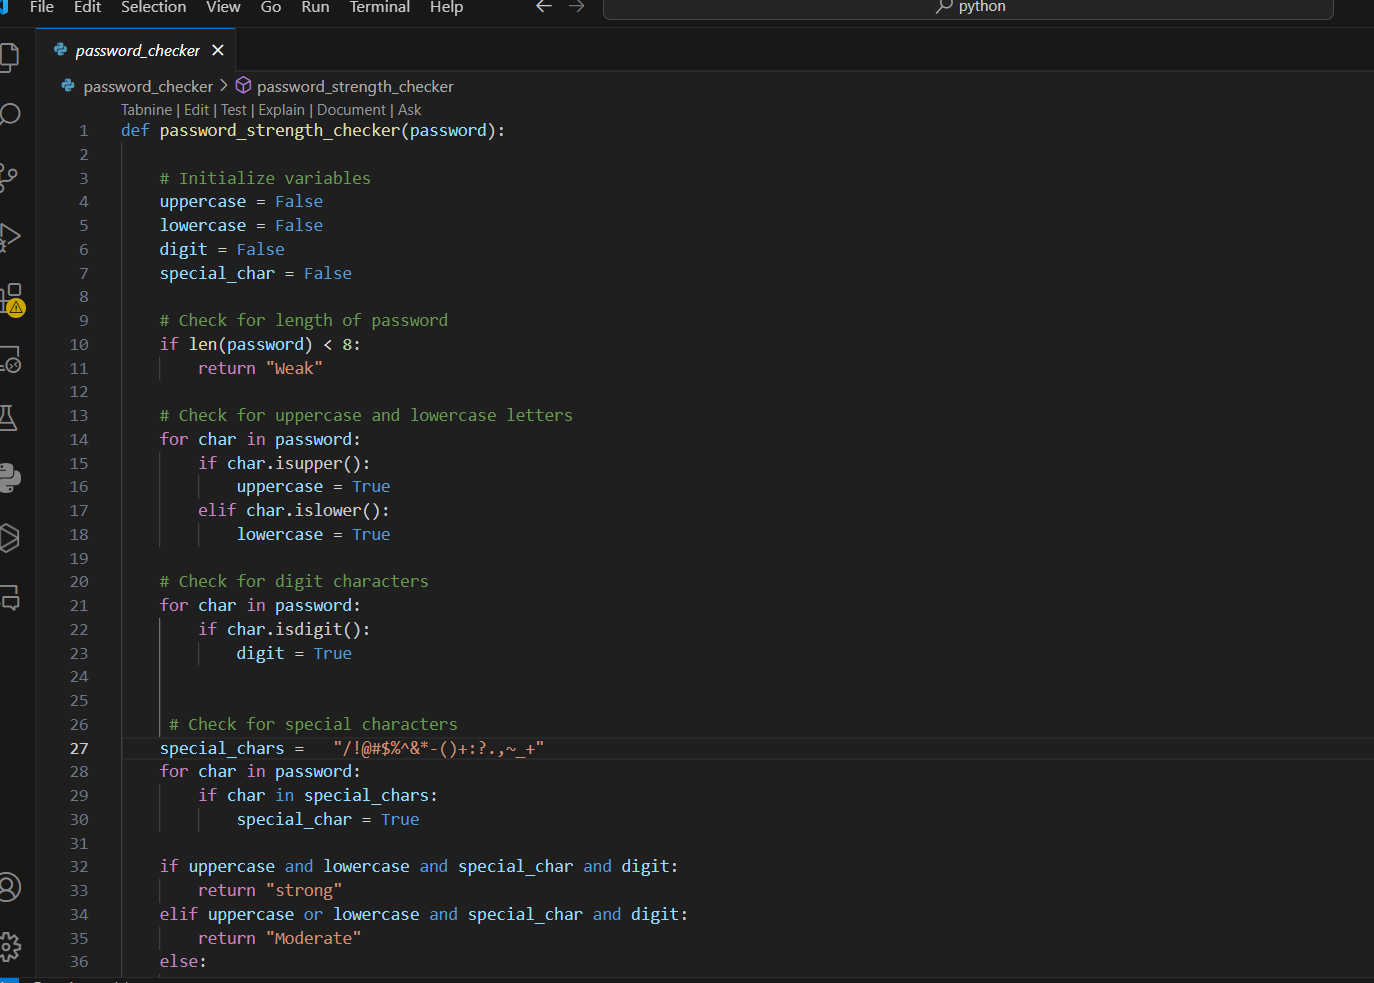 File Edit Selection View Go Run Terminal Help python
password_checker
password_checker > password_strength_checker
Tabnine | Edit | Test | Explain | Document | Ask
1 def password_strength_checker(password):
2
3 # Initialize variables
4 uppercase = False
5 lowercase = False
6 digit = False
7 special_char = False
8
9 # Check for length of password
10 if len(password) < 8:
11 return "Weak"
12
13 # Check for uppercase and lowercase letters
14 for char in password:
15 if char.isupper():
16 uppercase = True
17 elif char.islower():
18 lowercase = True
19
20 # Check for digit characters
21 for char in password:
22 if char.isdigit():
23 digit = True
24
25
26 # Check for special characters
27 special_chars = "/!@#$%^&*-()+:?.,~_+"
28 for char in password:
29 if char in special_chars:
30 special_char = True
31
32 if uppercase and lowercase and special_char and digit:
33 return "strong"
34 elif uppercase or lowercase and special_char and digit:
35 return "Moderate"
36 else: